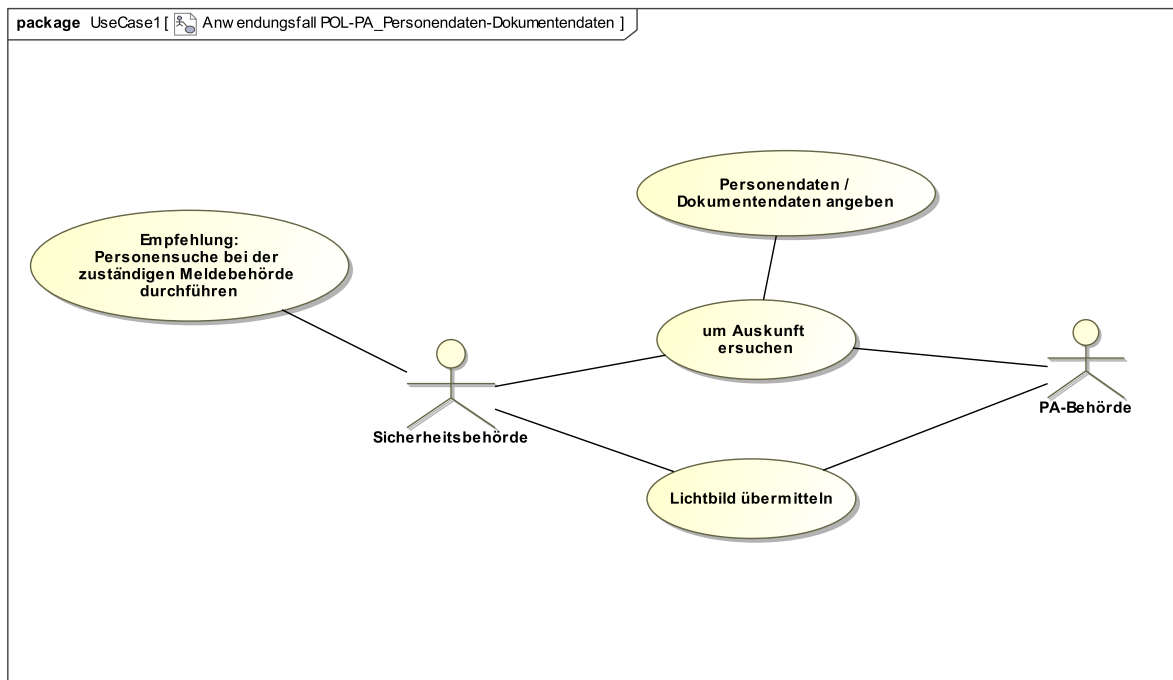 package UseCase1 [ Anwendungsfall POL-PA_Personendaten-Dokumentendaten ]
Personendaten /
Dokumentendaten angeben
Empfehlung:
Personensuche bei der
zuständigen Meldebehörde
durchführen
um Auskunft
ersuchen
PA-Behörde
Sicherheitsbehörde
Lichtbild übermitteln